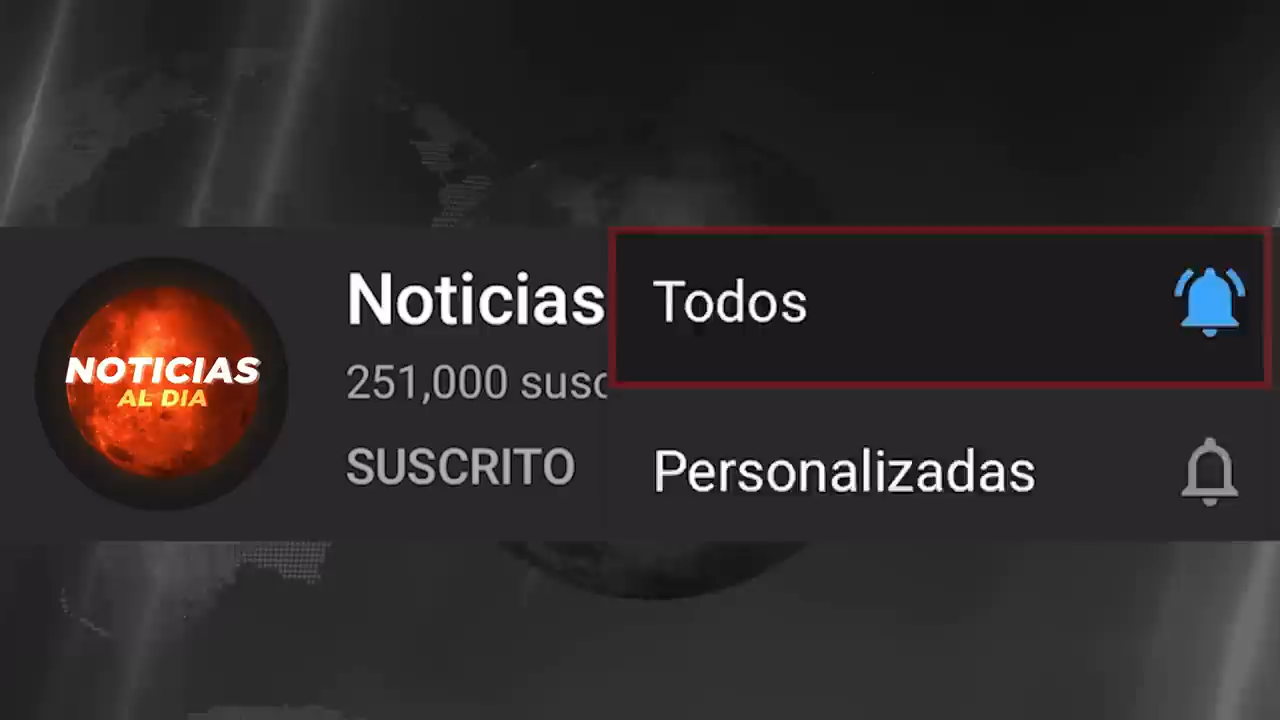 NOTICIAS
AL DIA
Noticias
251,000 susc
SUSCRITO
Todos
Personalizadas